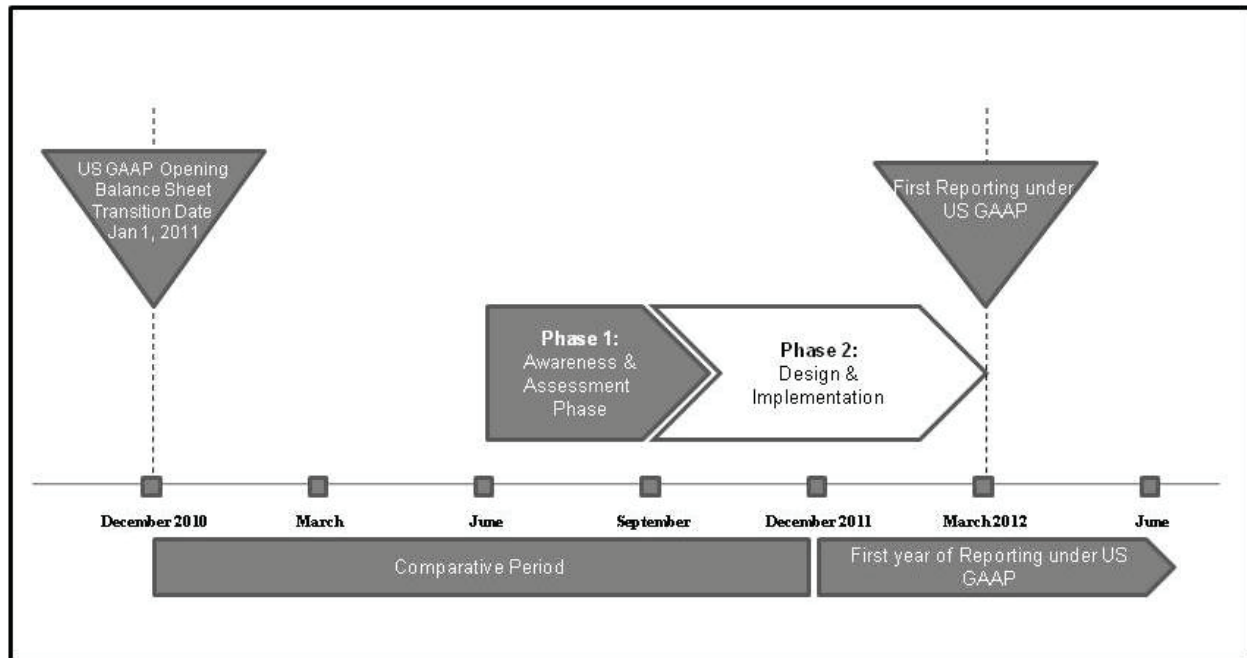 US GAAP Opening
Balance Sheet
Transition Date
Jan 1, 2011
First Reporting under
US GAAP
Phase 1:
Awareness &
Assessment
Phase
Phase 2:
Design &
Implementation
December 2010
March
June
September
December 2011
March 2012
June
Comparative Period
First year of Reporting under US
GAAP